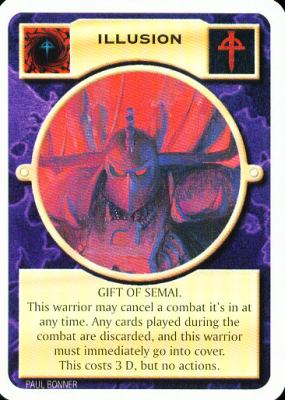 ILLUSION
GIFT OF SEMAI.
This warrior may cancel a combat it's in at
any time. Any cards played during the
combat are discarded, and this warrior
must immediately go into cover.
This costs 3 D, but no actions.
PAUL BONNER